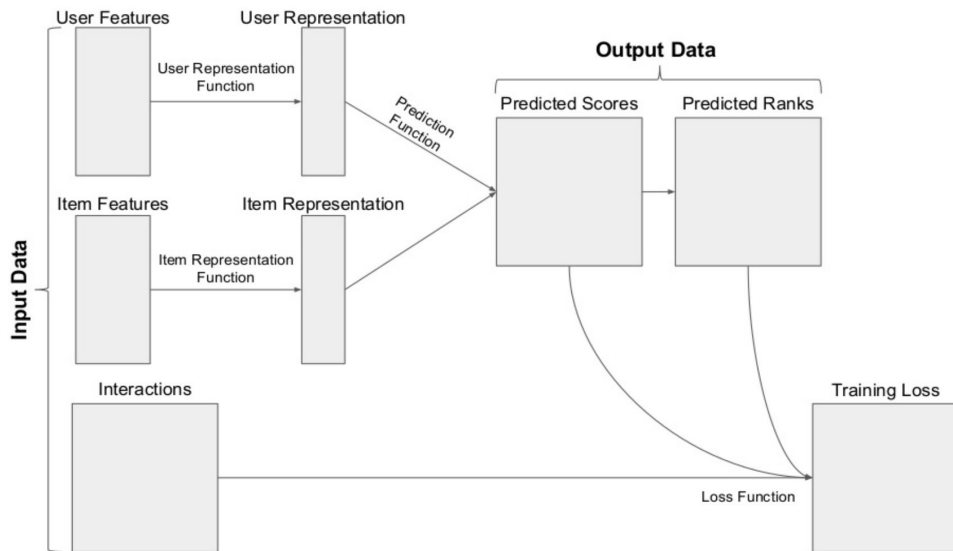 User Features
User Representation
User Representation
Function
Prediction
Function
Output Data
Predicted Scores
Predicted Ranks
Input Data
Item Features
Item Representation
Item Representation
Function
Interactions
Training Loss
Loss Function